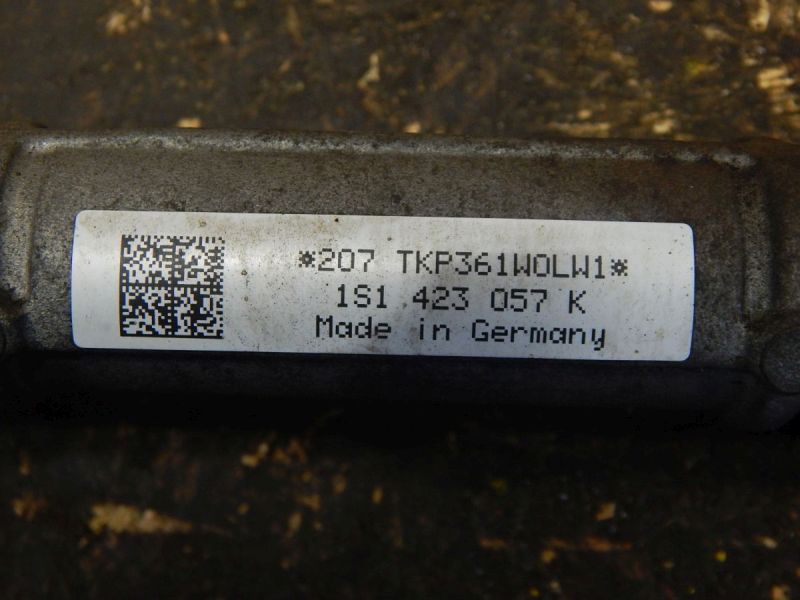 *207 TKP361W0LW1*
1S1 423 057 K
Made in Germany